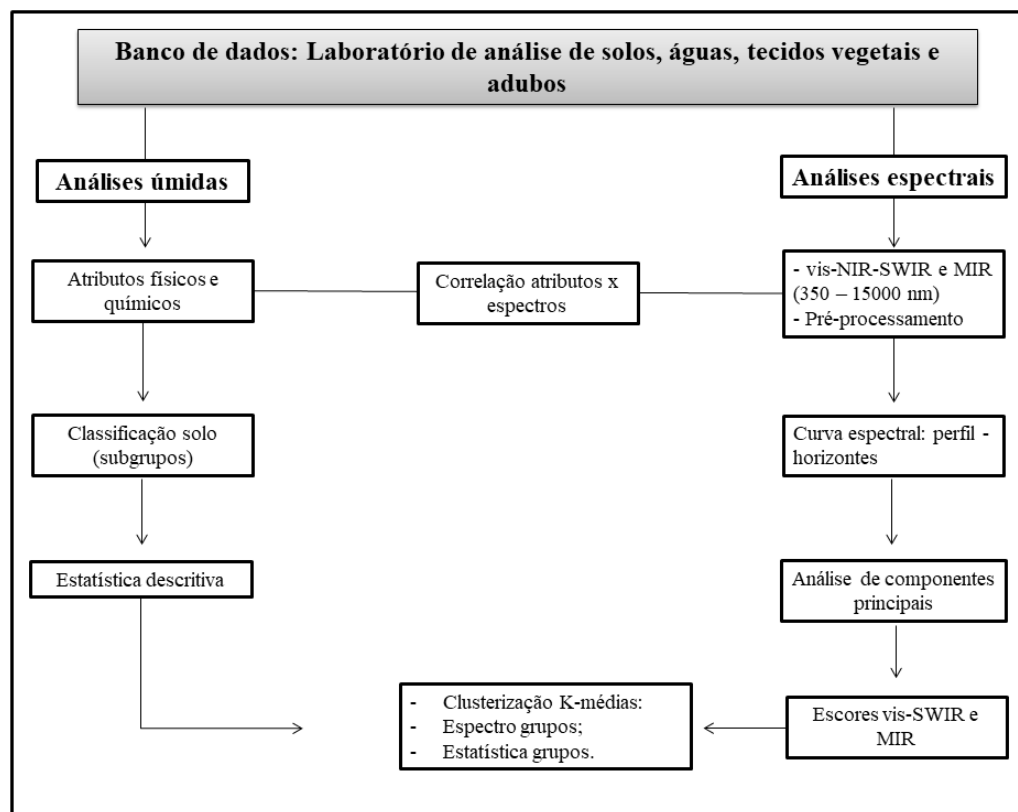 Banco de dados: Laboratório de análise de solos, águas, tecidos vegetais e
adubos
Análises úmidas
Análises espectrais
Atributos físicos e
químicos
Correlação atributos x
espectros
- vis-NIR-SWIR e MIR
(350 – 15000 nm)
- Pré-processamento
Classificação solo
(subgrupos)
Curva espectral: perfil -
horizontes
Estatística descritiva
Análise de componentes
principais
- Clusterização K-médias:
- Espectro grupos;
- Estatística grupos.
Escores vis-SWIR e
MIR